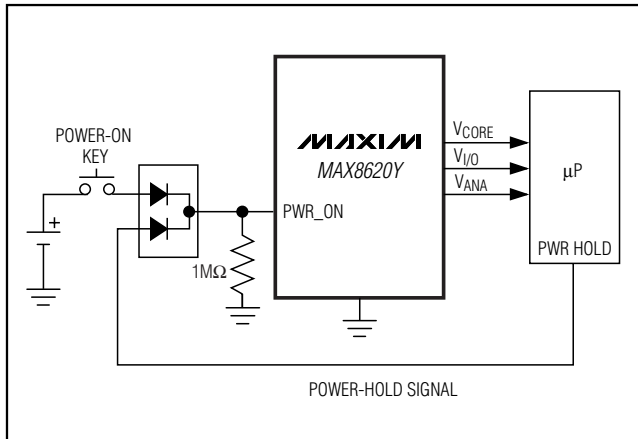 POWER-ON
KEY
+
1MΩ
PWR_ON
MAXIM
MAX8620Y
VCORE
VI/O
VANA
μP
PWR HOLD
POWER-HOLD SIGNAL